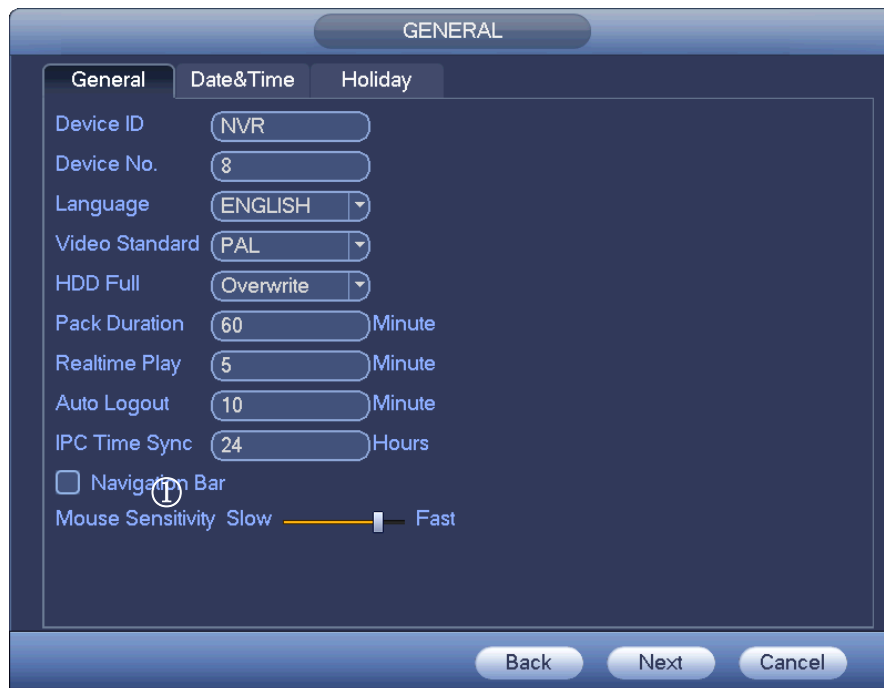 GENERAL
General Date&Time Holiday
Device ID NVR
Device No. 8
Language ENGLISH
Video Standard PAL
HDD Full Overwrite
Pack Duration 60 Minute
Realtime Play 5 Minute
Auto Logout 10 Minute
IPC Time Sync 24 Hours
Navigation Bar
①
Mouse Sensitivity Slow Fast
Back Next Cancel